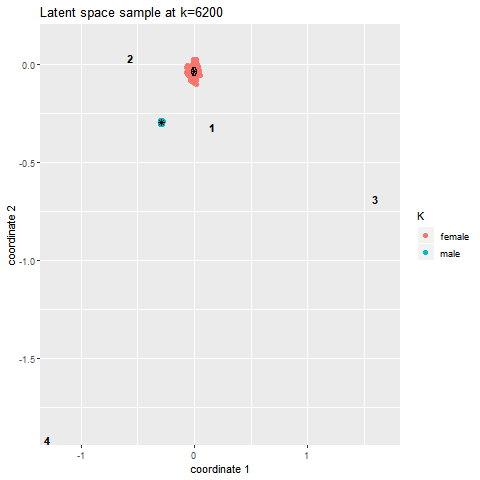 Latent space sample at k=6200
0.0
-0.5
-1.0
-1.5
coordinate 2
2
1
3
4
-1
0
1
coordinate 1
K
female
male